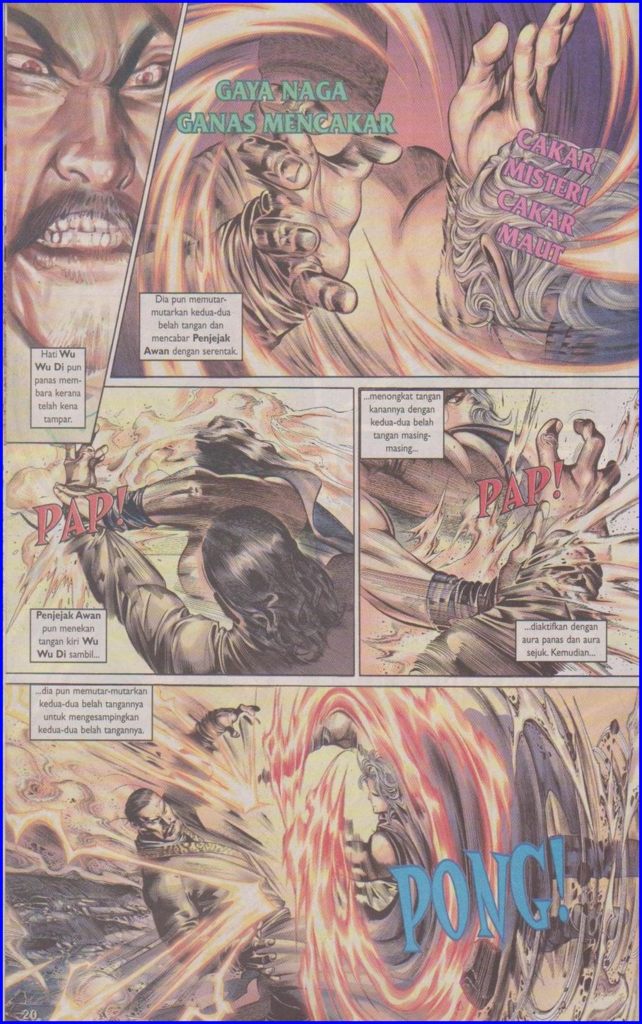 Hati Wu
Wu Di pun
panas mem-
bara kerana
telah kena
tampar.
GAYA NAGA
GANAS MENCAKAR
CAKAR
MISTERI
CAKAR
MAUT
Dia pun memutar-
mutarkan kedua-dua
belah tangan dan
mencabar Penjejak
Awan dengan serentak.
PAP!
Penjejak Awan
pun menekan
tangan kiri Wu
Wu Di sambil...
...menongkat tangan
kanannya dengan
kedua-dua belah
tangan masing-
masing...
PAP!
...diaktifkan dengan
aura panas dan aura
sejuk. Kemudian...
...dia pun memutar-mutarkan
kedua-dua belah tangannya
untuk mengesampingkan
kedua-dua belah tangannya.
PONG!
20